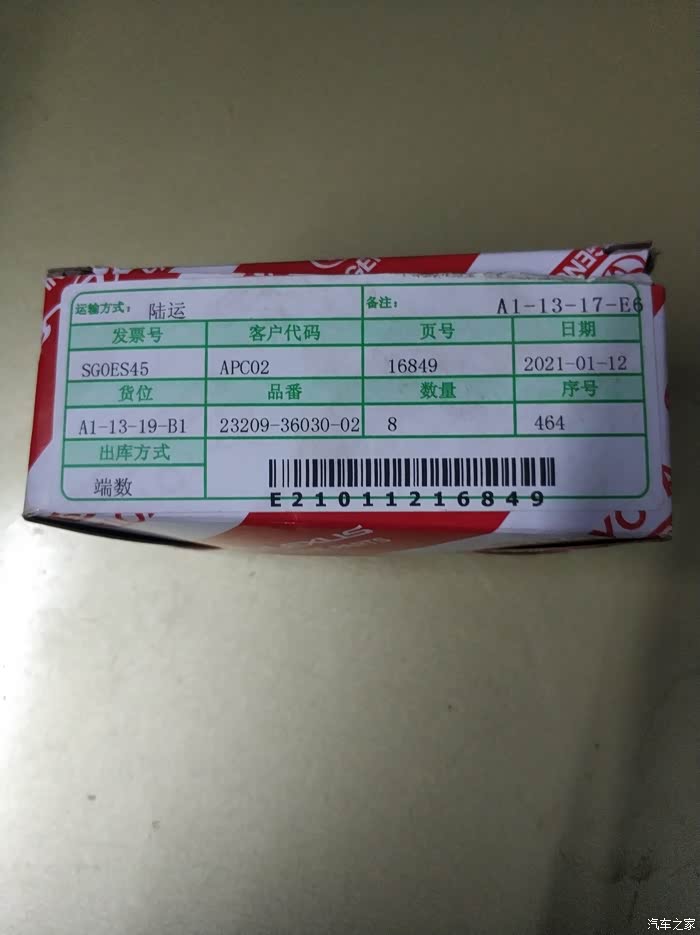 运输方式: 陆运 备注: A1-13-17-E6
发票号 客户代码 页号 日期
SG0ES45 APC02 16849 2021-01-12
货位 品番 数量 序号
A1-13-19-B1 23209-36030-02 8 464
出库方式
端数
E21011216849
汽车之家